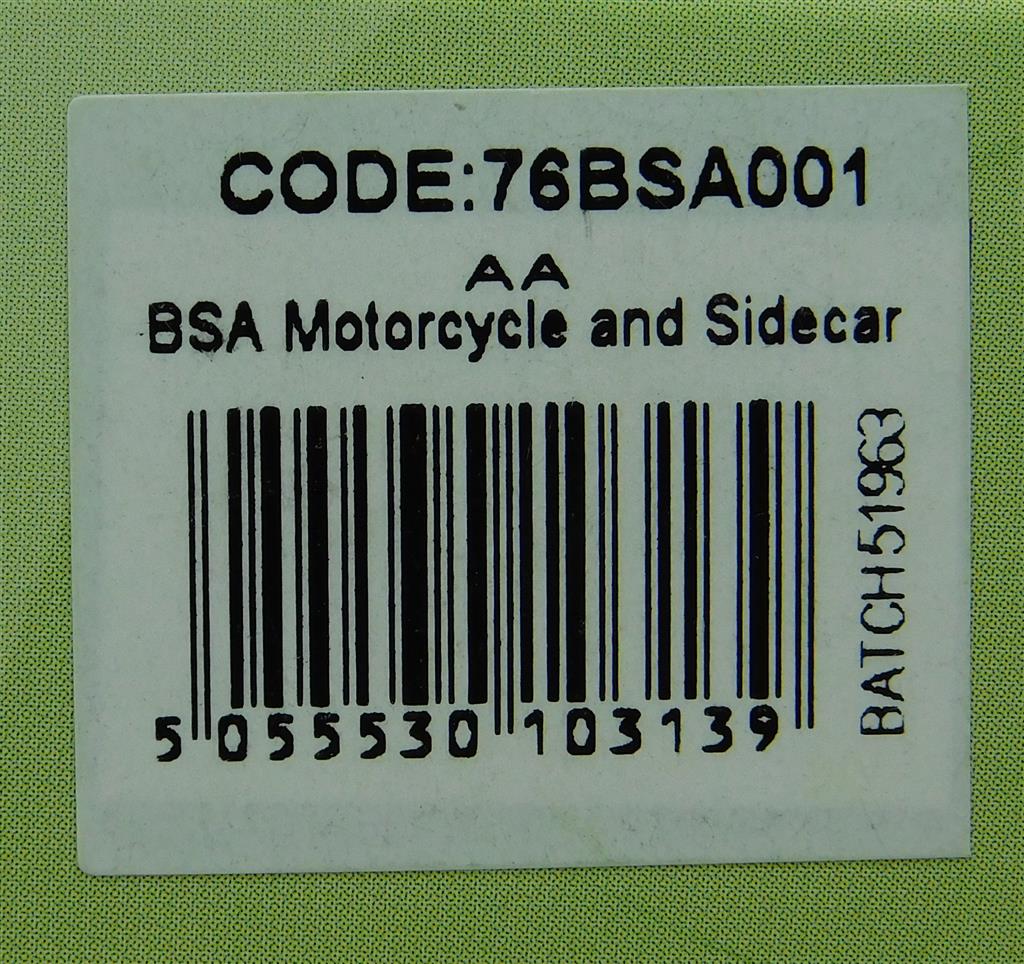 CODE:76BSA001
AA
BSA Motorcycle and Sidecar
5 055530 103139
BATCH51963